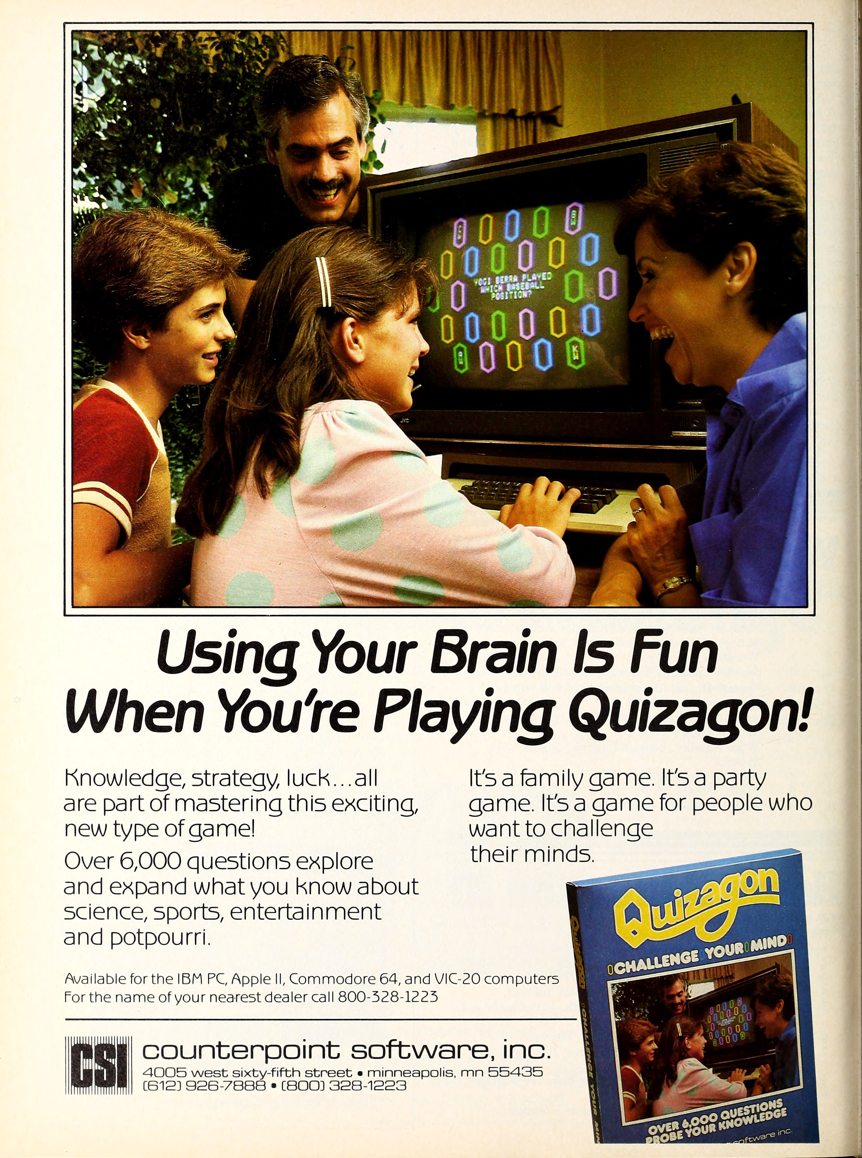 YOGI BERRA PLAYED
WHICH BASEBALL
POSITION?
Using Your Brain Is Fun
When You're Playing Quizagon!
Knowledge, strategy, luck...all
are part of mastering this exciting,
new type of game!
Over 6,000 questions explore
and expand what you know about
science, sports, entertainment
and potpourri.
It's a family game. It's a party
game. It's a game for people who
want to challenge
their minds.
Available for the IBM PC, Apple II, Commodore 64, and VIC-20 computers
For the name of your nearest dealer call 800-328-1223
CSI
counterpoint software, inc.
4005 west sixty-fifth street • minneapolis, mn 55435
(612) 926-7888 • (800) 328-1223
Quizagon
CHALLENGE YOUR MIND
OVER 6,000 QUESTIONS
PROBE YOUR KNOWLEDGE
software inc.
Quizagon
CHALLENGE YOUR